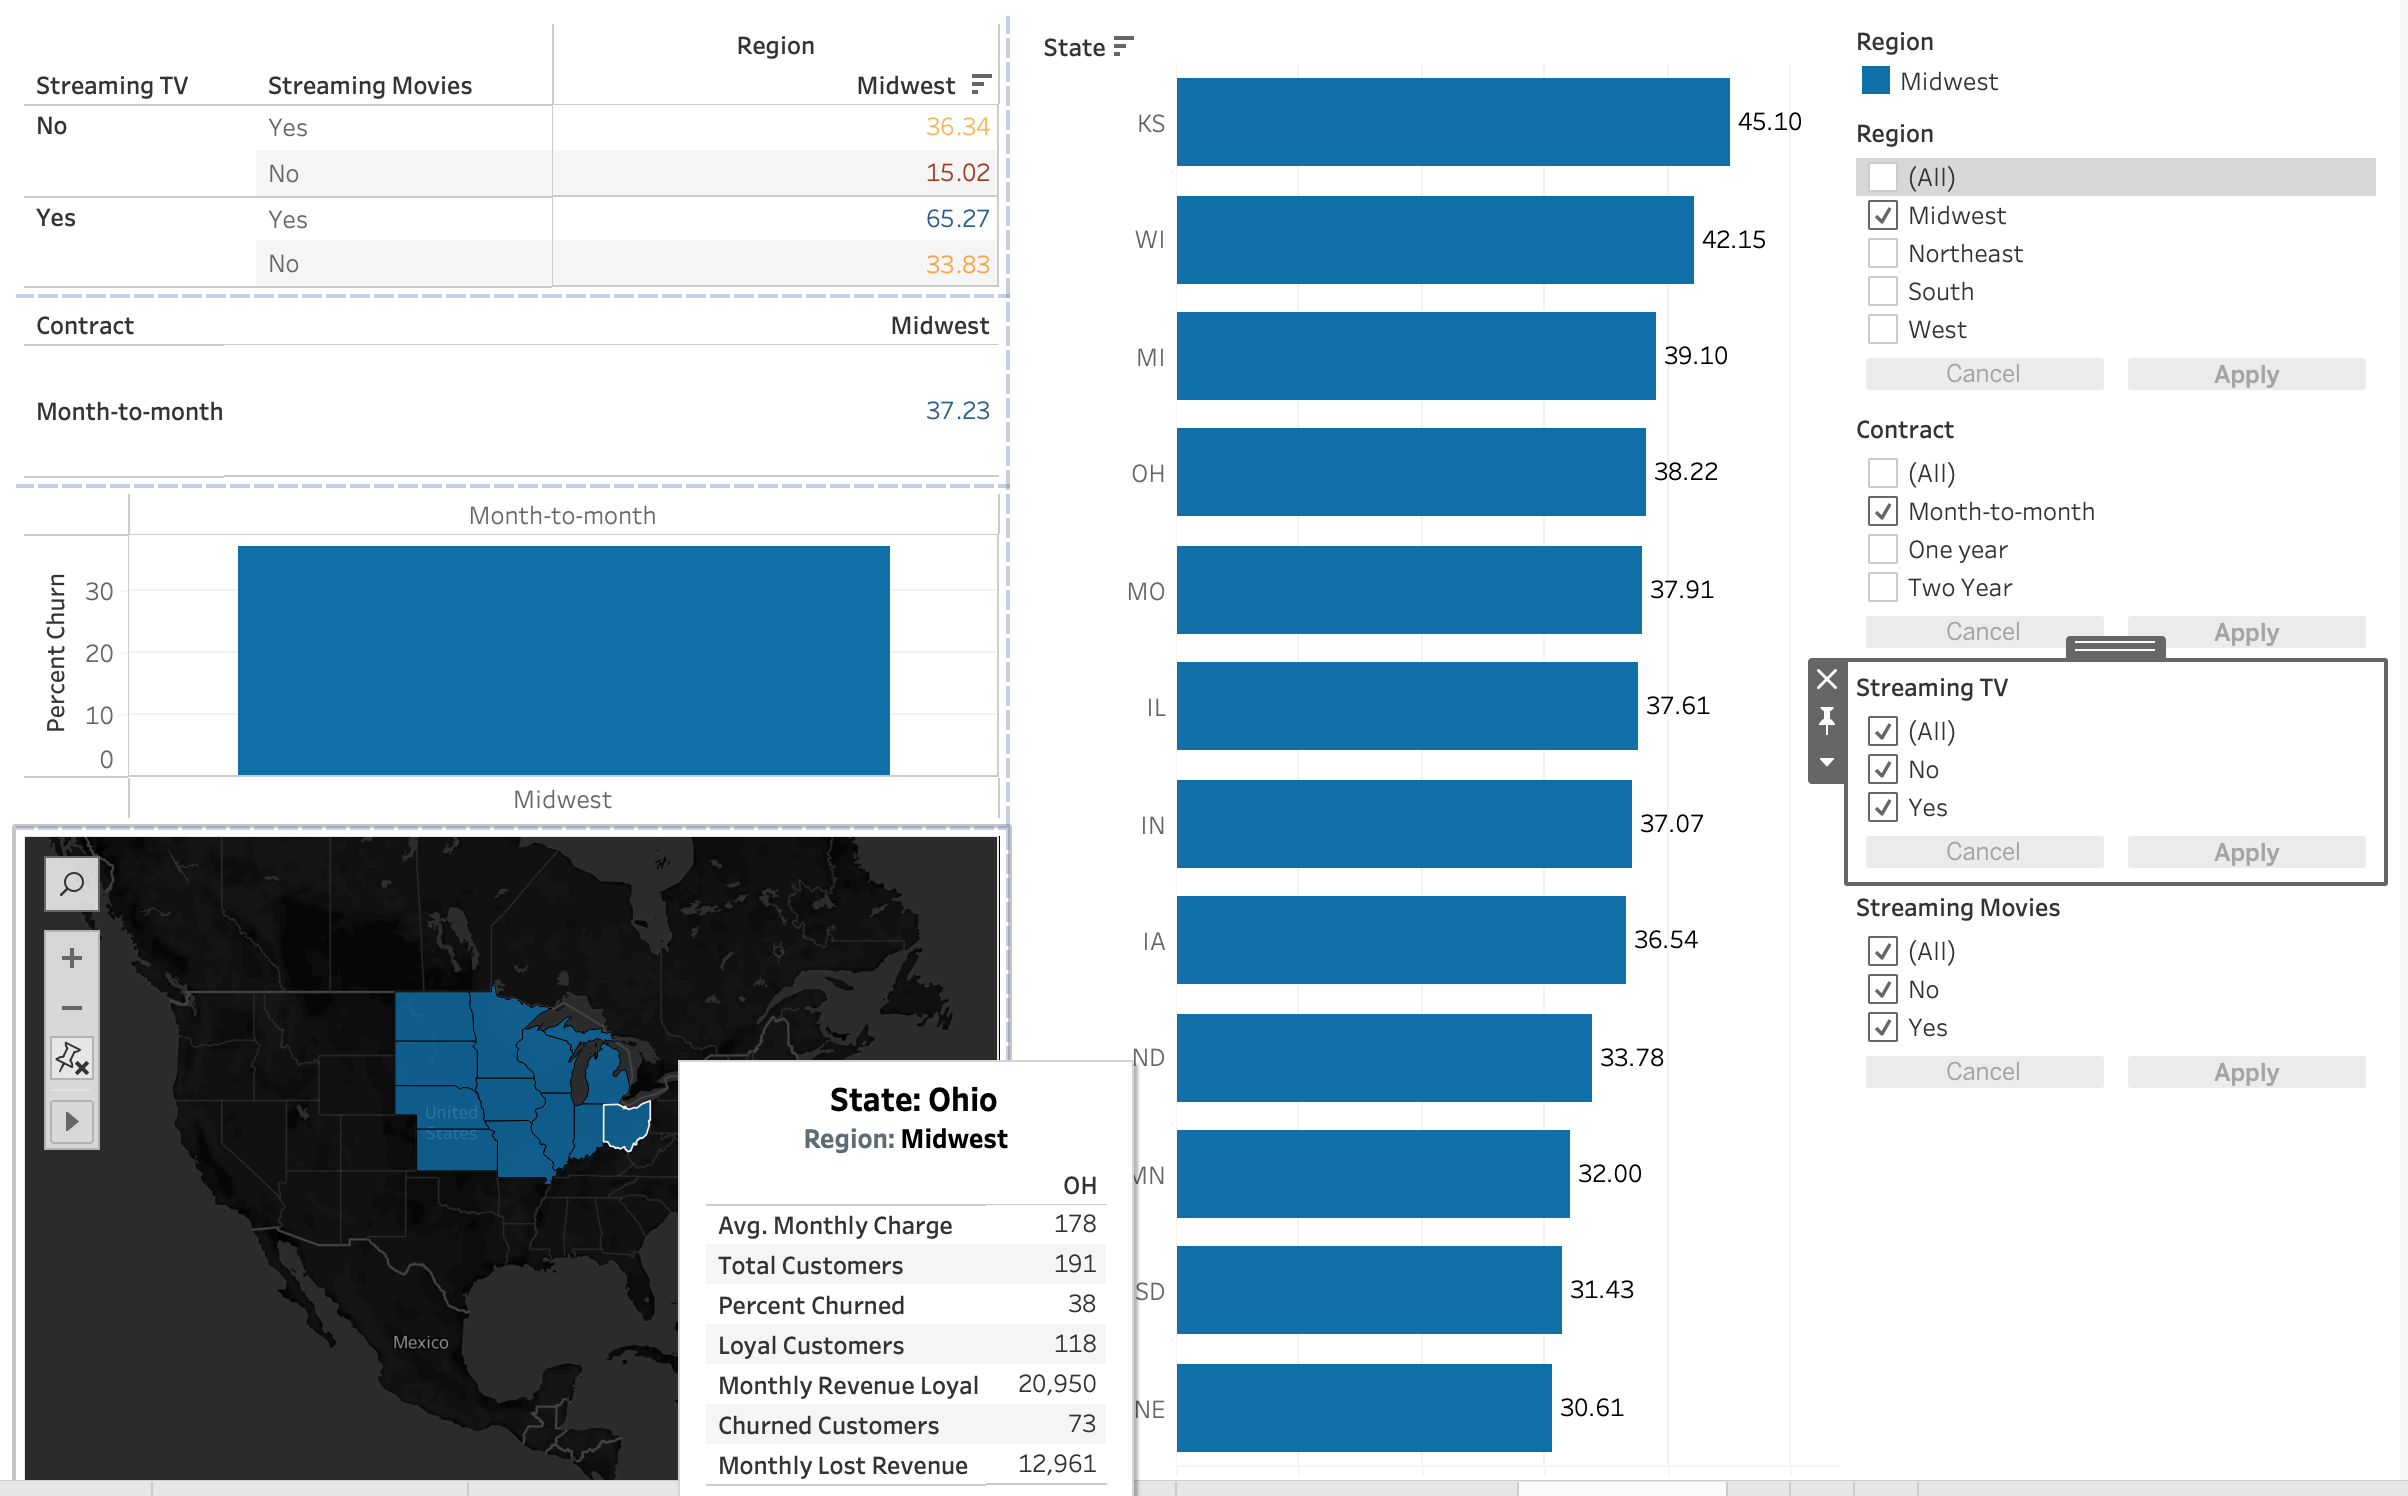 Region
Streaming TV Streaming Movies Midwest
No Yes 36.34
No 15.02
Yes Yes 65.27
No 33.83
Contract Midwest
Month-to-month 37.23
Month-to-month
Percent Churn
30
20
10
0
Midwest
United
States
Mexico
State: Ohio
Region: Midwest
OH
Avg. Monthly Charge 178
Total Customers 191
Percent Churned 38
Loyal Customers 118
Monthly Revenue Loyal 20,950
Churned Customers 73
Monthly Lost Revenue 12,961
State
KS 45.10
WI 42.15
MI 39.10
OH 38.22
MO 37.91
IL 37.61
IN 37.07
IA 36.54
ND 33.78
MN 32.00
SD 31.43
NE 30.61
Region
Midwest
Region
(All)
Midwest
Northeast
South
West
Cancel Apply
Contract
(All)
Month-to-month
One year
Two Year
Cancel Apply
Streaming TV
(All)
No
Yes
Cancel Apply
Streaming Movies
(All)
No
Yes
Cancel Apply